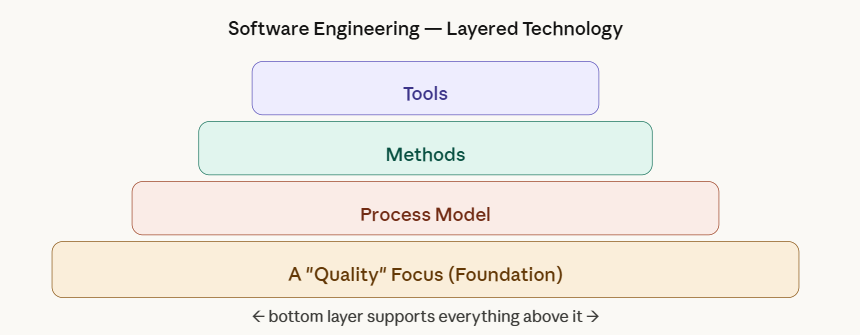 Software Engineering — Layered Technology
Tools
Methods
Process Model
A "Quality" Focus (Foundation)
← bottom layer supports everything above it →